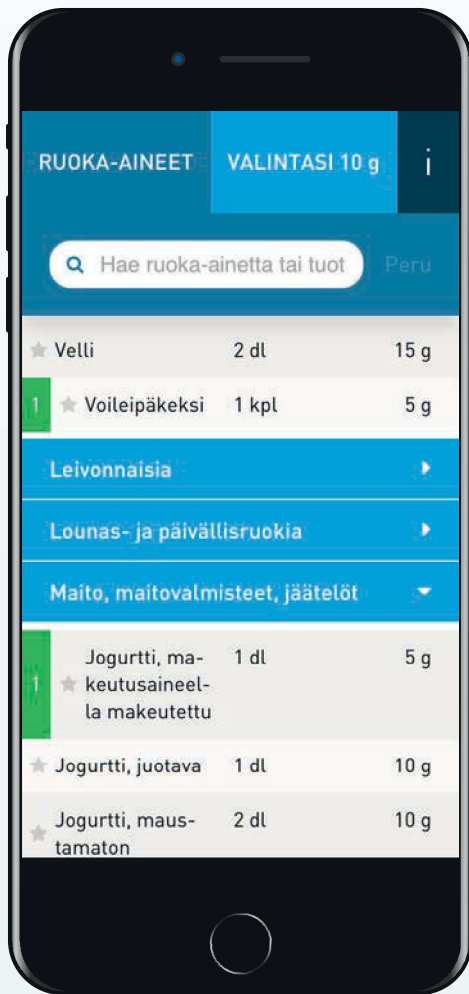 RUOKA-AINEET VALINTASI 10 g i
Hae ruoka-ainetta tai tuot Peru
Velli 2 dl 15 g
1 Voileipäkeksi 1 kpl 5 g
Leivonnaisia
Lounas- ja päivällisruokia
Maito, maitovalmisteet, jäätelöt
1 Jogurtti, ma- 1 dl 5 g
keutusaineel-
la makeutettu
Jogurtti, juotava 1 dl 10 g
Jogurtti, maus- 2 dl 10 g
tamaton